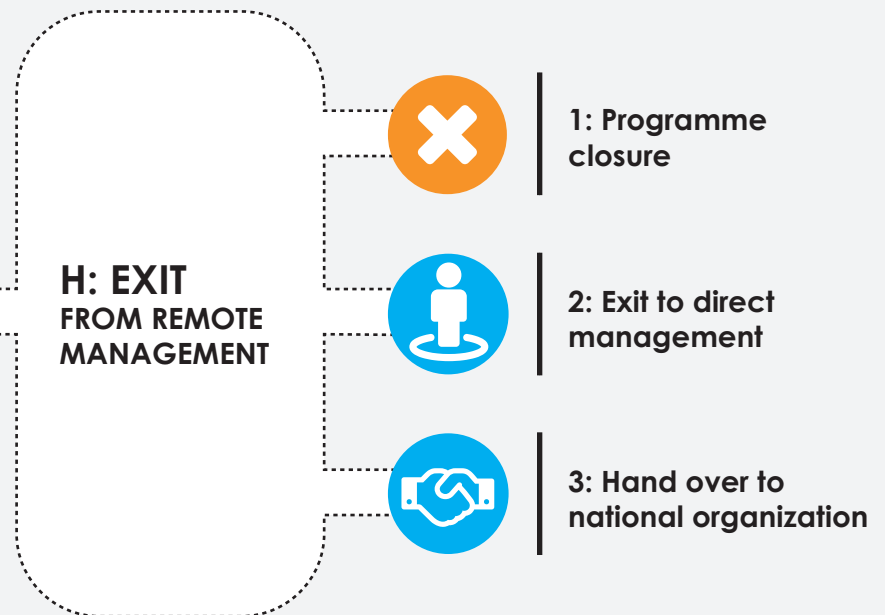 H: EXIT
FROM REMOTE
MANAGEMENT
1: Programme
closure
2: Exit to direct
management
3: Hand over to
national organization